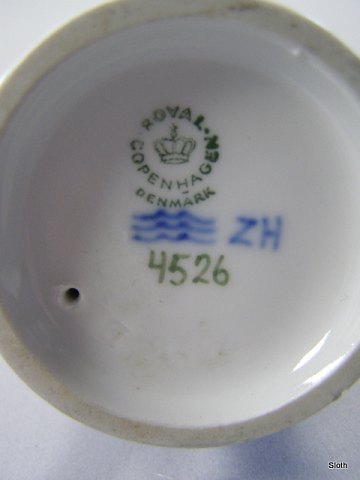 ROYAL
COPENHAGEN
DENMARK
ZH
4526
Sloth